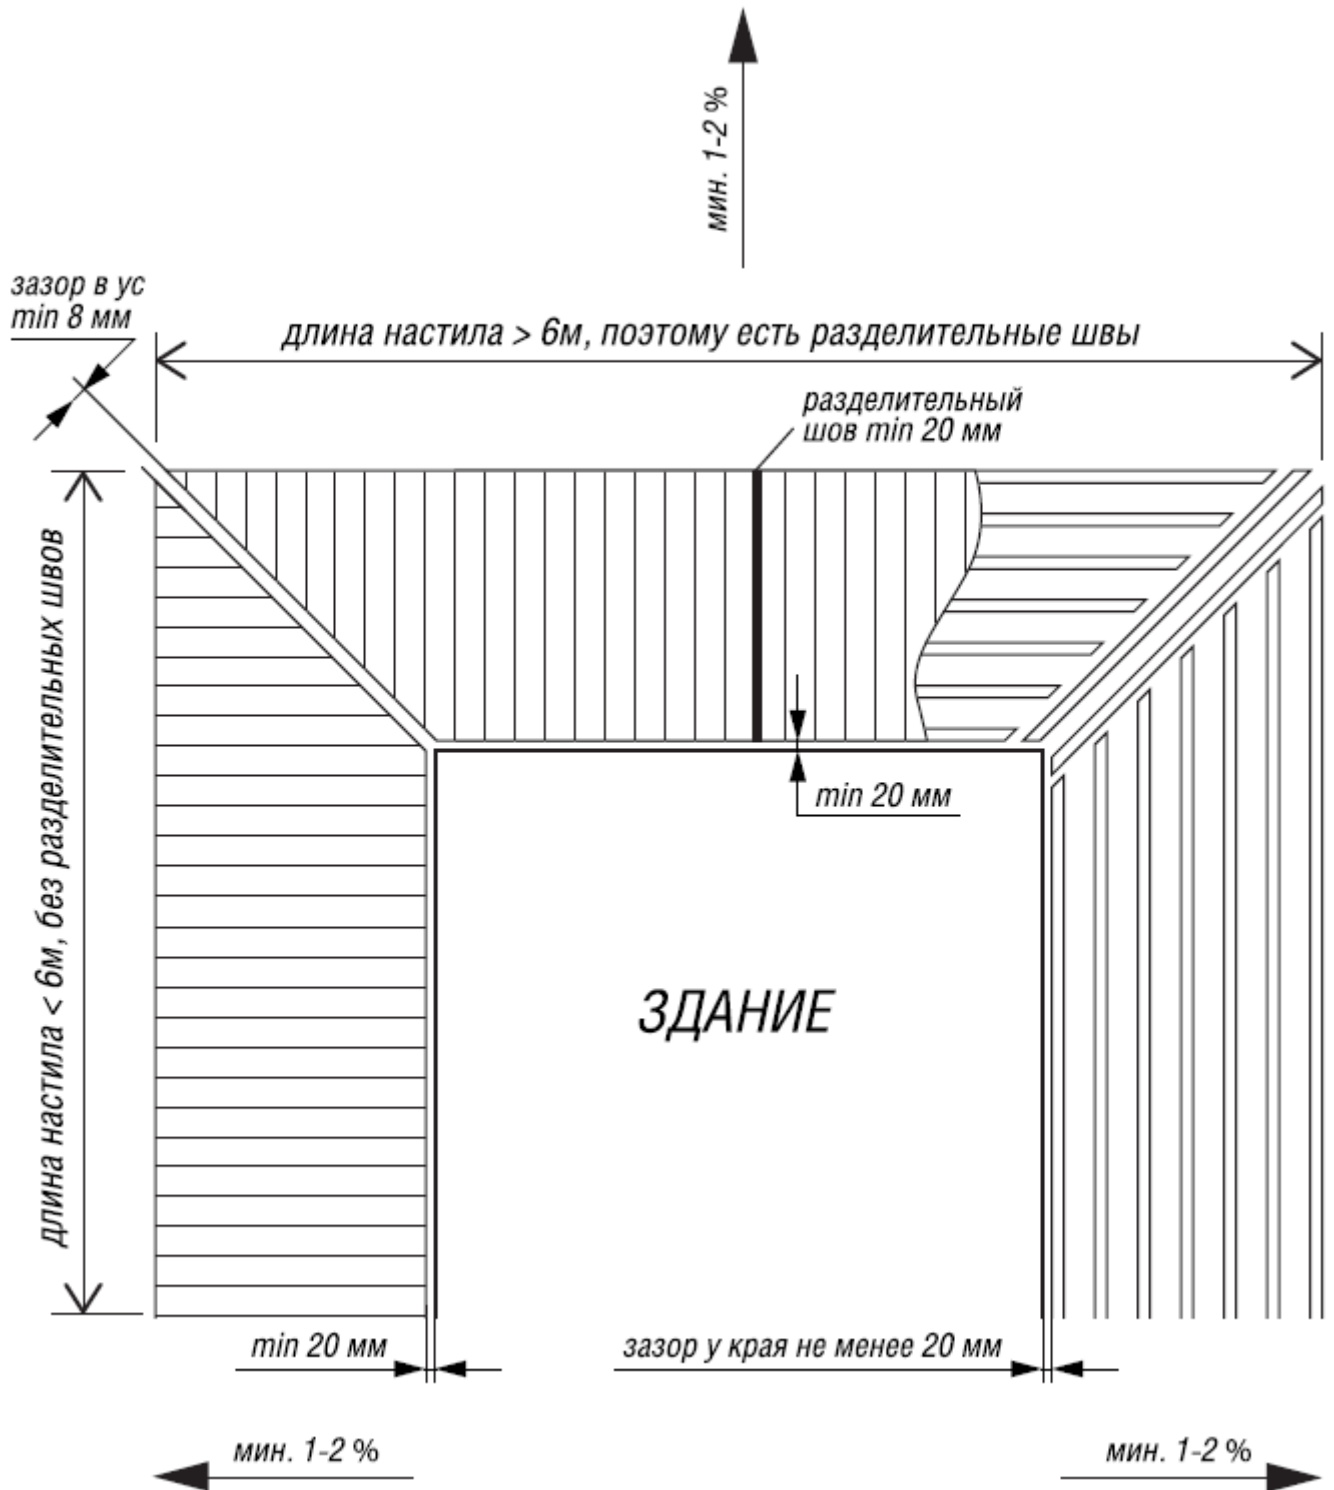 мин. 1-2 %
зазор в ус
min 8 мм
длина настила > 6м, поэтому есть разделительные швы
разделительный
шов min 20 мм
длина настила < 6м, без разделительных швов
min 20 мм
ЗДАНИЕ
min 20 мм
зазор у края не менее 20 мм
мин. 1-2 %
мин. 1-2 %